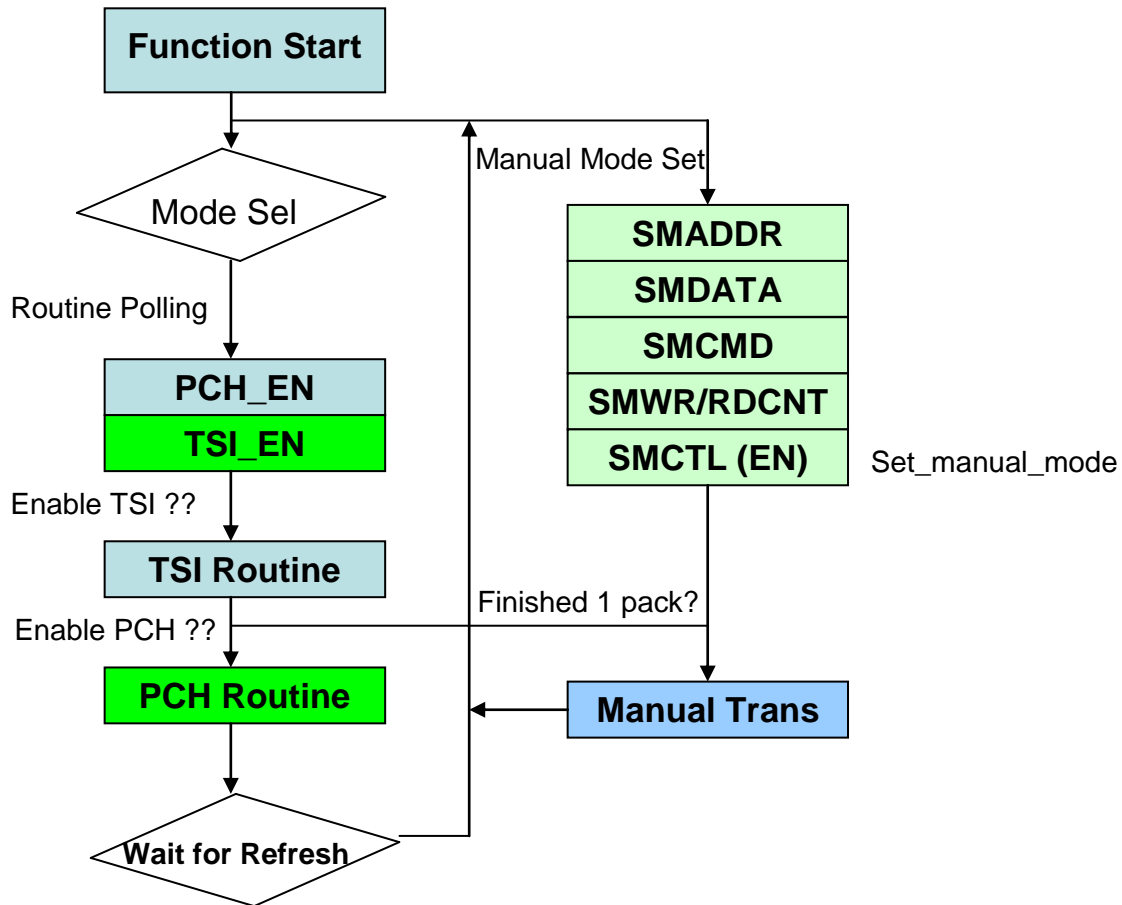 Function Start
Manual Mode Set
Mode Sel
SMADDR
SMDATA
SMCMD
SMWR/RDCNT
SMCTL (EN)
Set_manual_mode
Routine Polling
PCH_EN
TSI_EN
Enable TSI ??
TSI Routine
Finished 1 pack?
Enable PCH ??
PCH Routine
Manual Trans
Wait for Refresh